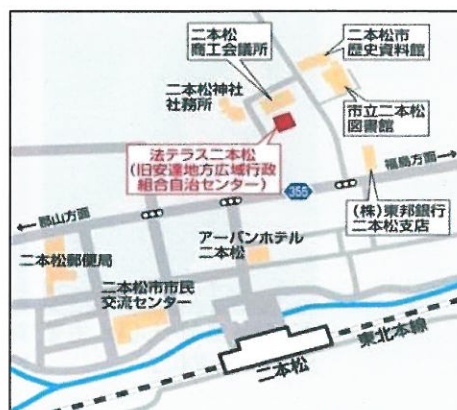 二本松
商工会議所
二本松市
歴史資料館
二本松神社
社務所
市立二本松
図書館
法テラス二本松
(旧安達地方広域行政
組合自治センター)
福島方面→
355
←郡山方面
(株)東邦銀行
二本松支店
アーバンホテル
二本松
二本松郵便局
二本松市市民
交流センター
東北本線
二本松